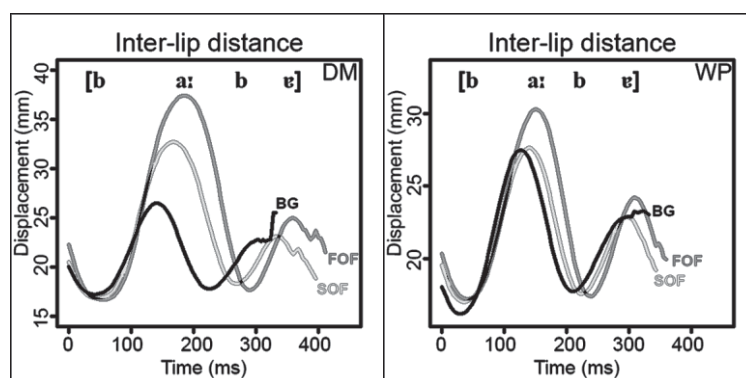 Inter-lip distance
[b aː b ɐ] DM
Displacement (mm)
40
35
30
25
20
15
BG
FOF
SOF
0 100 200 300 400
Time (ms)
Inter-lip distance
[b aː b ɐ] WP
Displacement (mm)
30
25
20
BG
FOF
SOF
0 100 200 300 400
Time (ms)